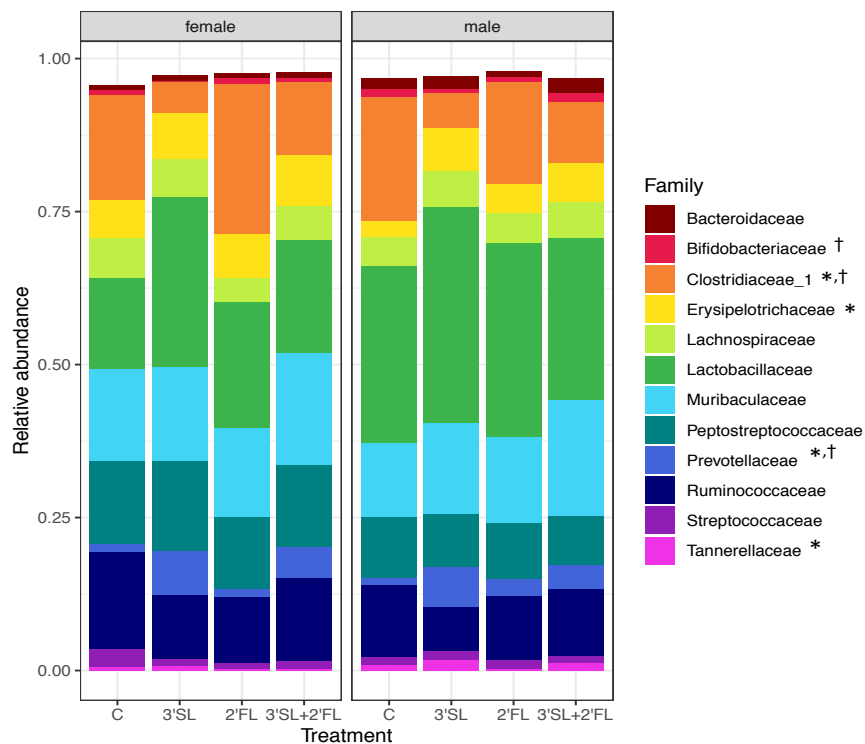 female male
1.00
0.75
0.50
0.25
0.00
Relative abundance
C 3'SL 2'FL 3'SL+2'FL C 3'SL 2'FL 3'SL+2'FL
Treatment
Family
Bacteroidaceae
Bifidobacteriaceae †
Clostridiaceae_1 *,†
Erysipelotrichaceae *
Lachnospiraceae
Lactobacillaceae
Muribaculaceae
Peptostreptococcaceae
Prevotellaceae *,†
Ruminococcaceae
Streptococcaceae
Tannerellaceae *